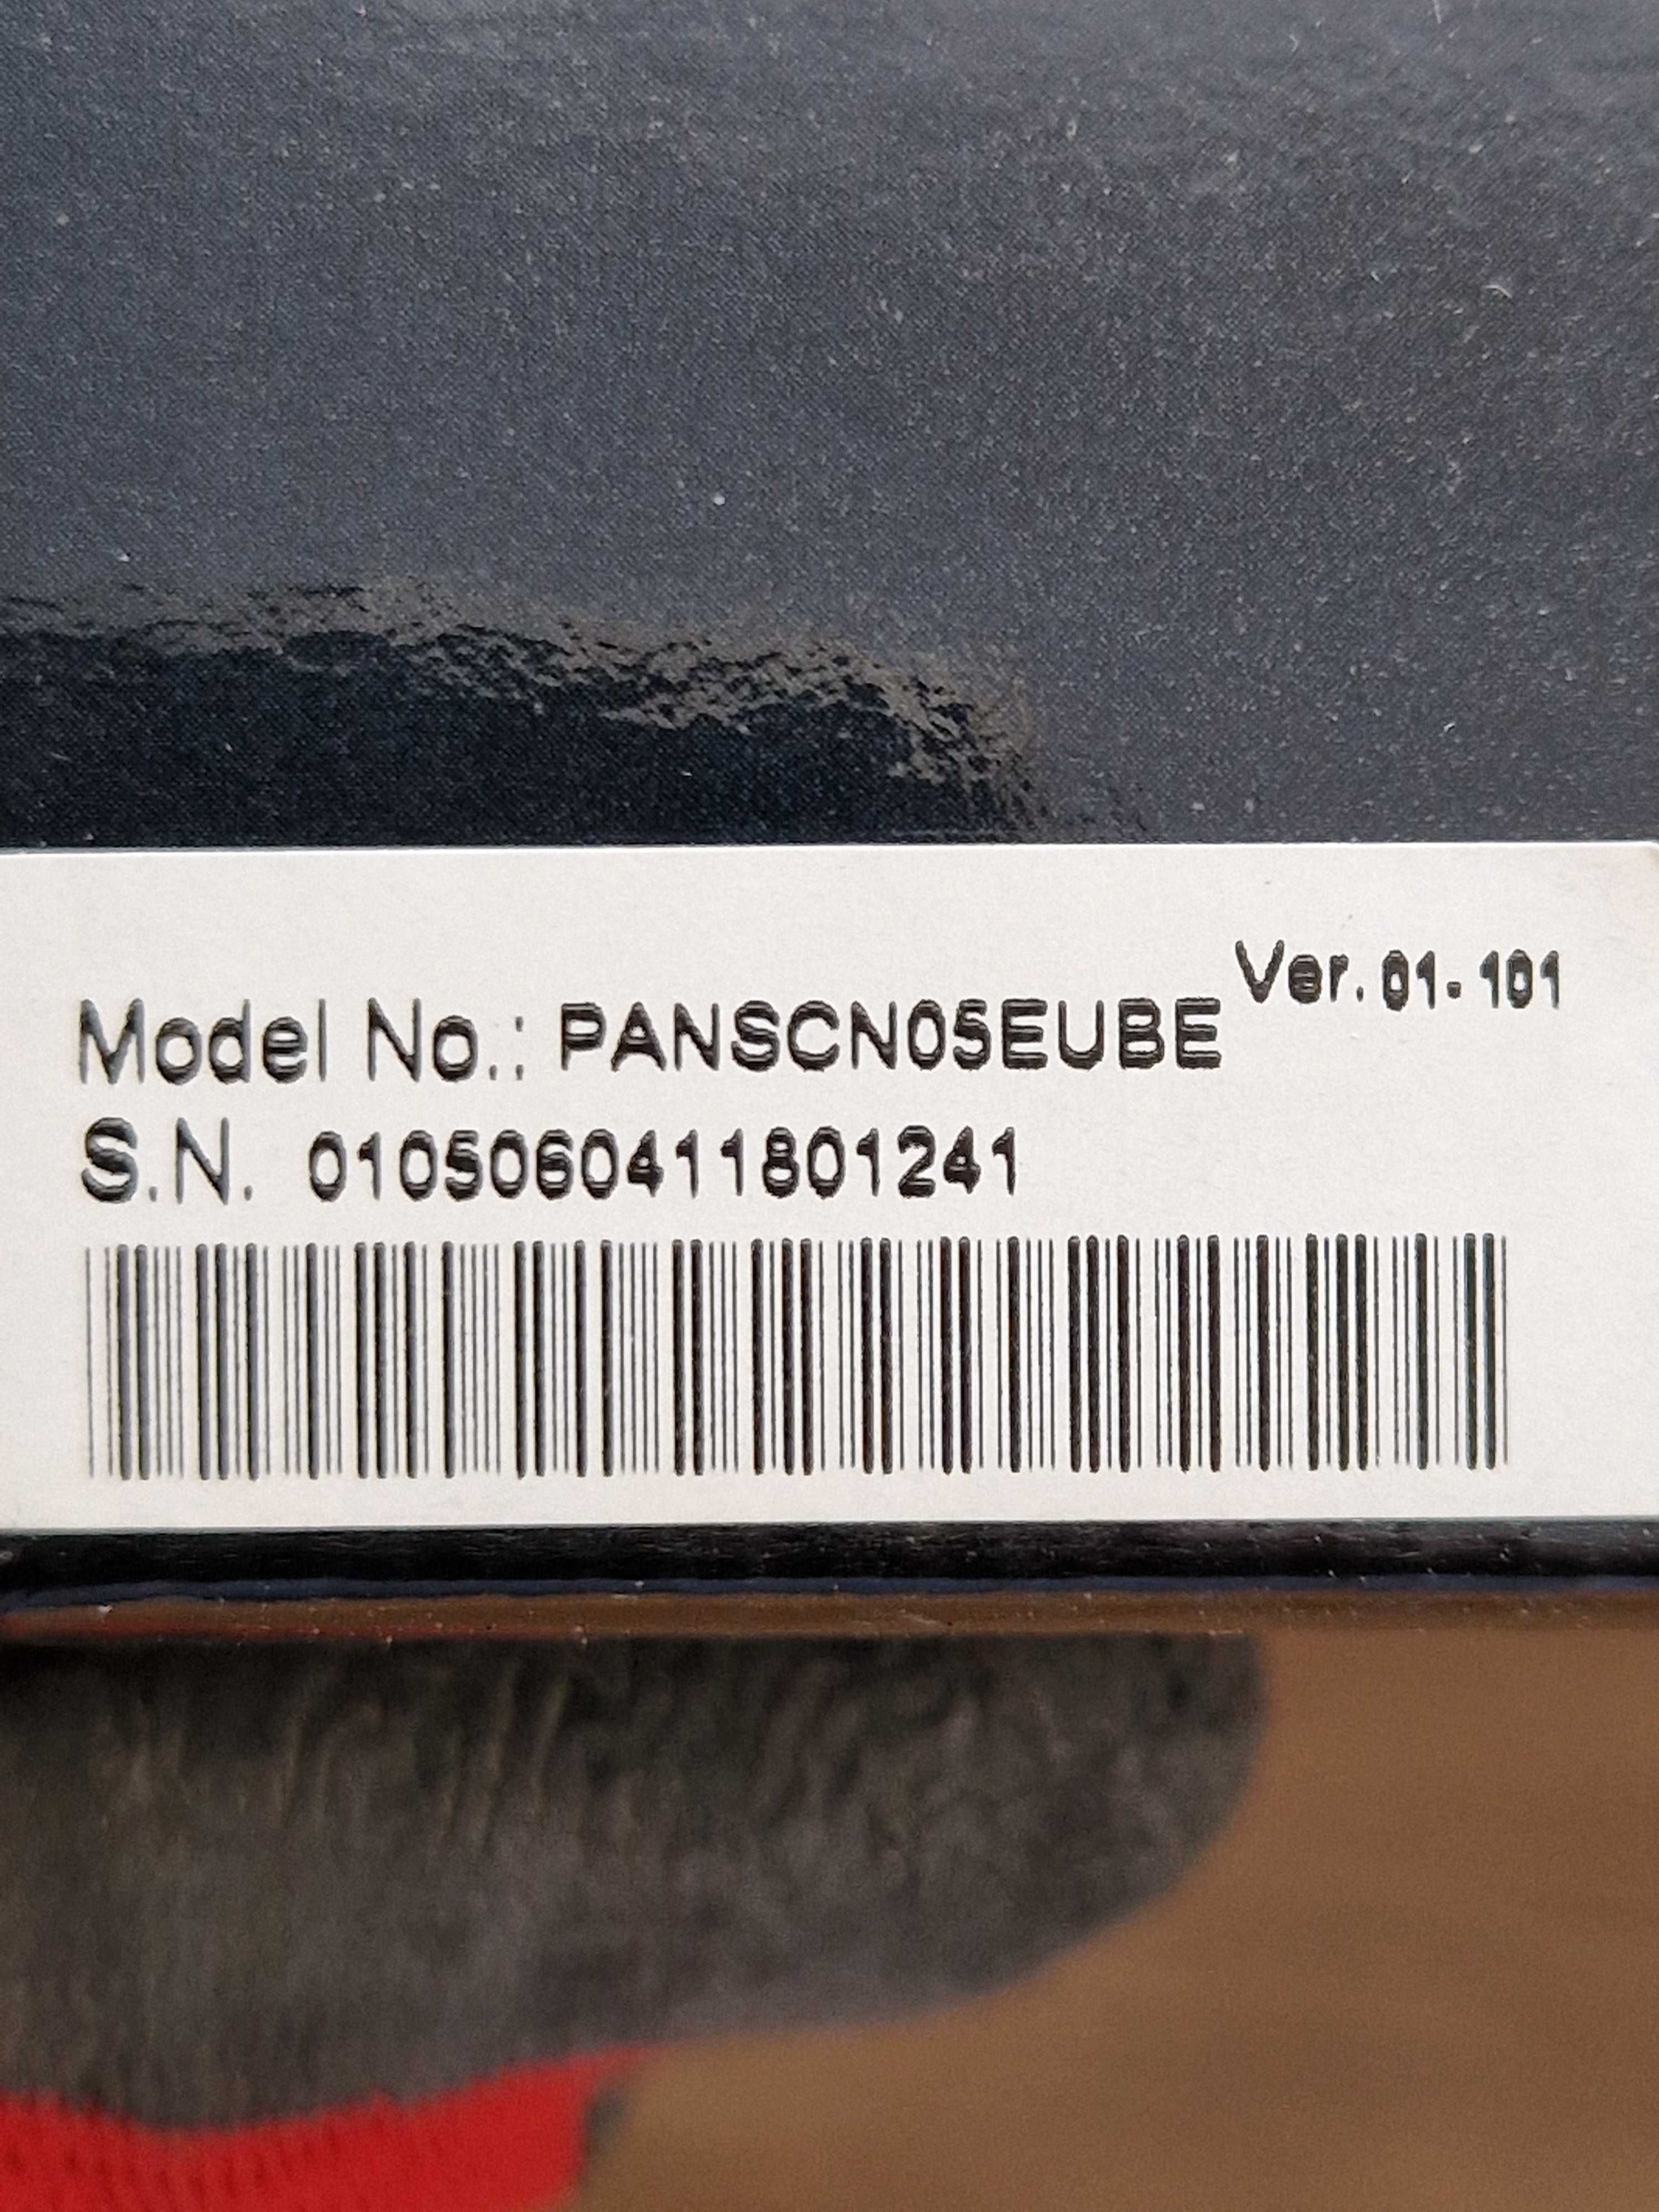 Model No.: PANSCN05EUBE Ver. 01-101
S.N. 0105060411801241